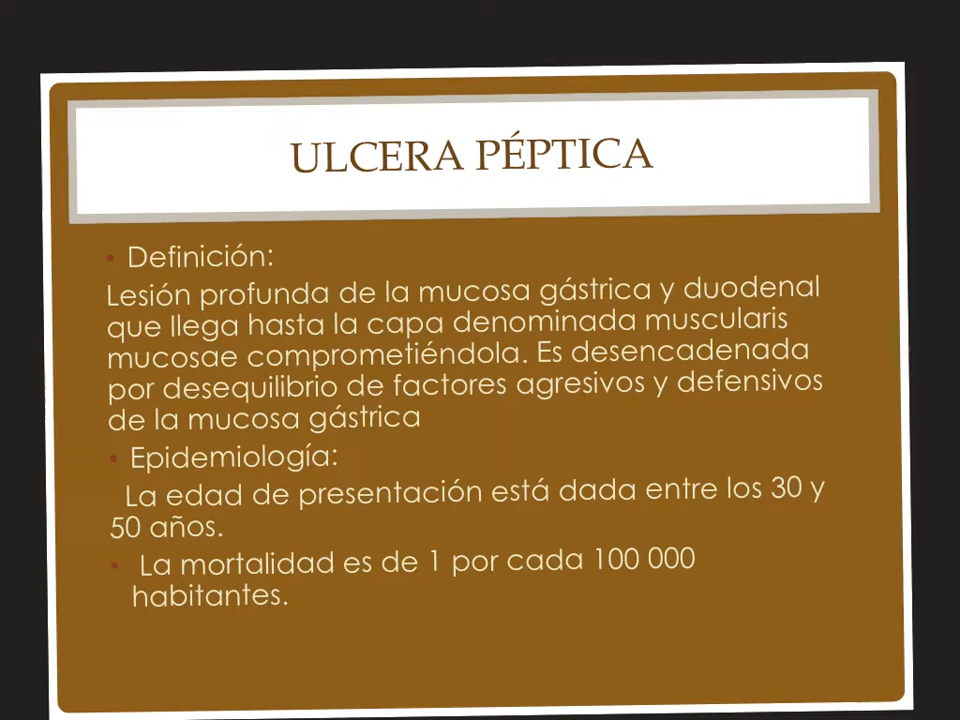 ULCERA PÉPTICA
• Definición:
Lesión profunda de la mucosa gástrica y duodenal
que llega hasta la capa denominada muscularis
mucosae comprometiéndola. Es desencadenada
por desequilibrio de factores agresivos y defensivos
de la mucosa gástrica
• Epidemiología:
La edad de presentación está dada entre los 30 y
50 años.
• La mortalidad es de 1 por cada 100 000
habitantes.